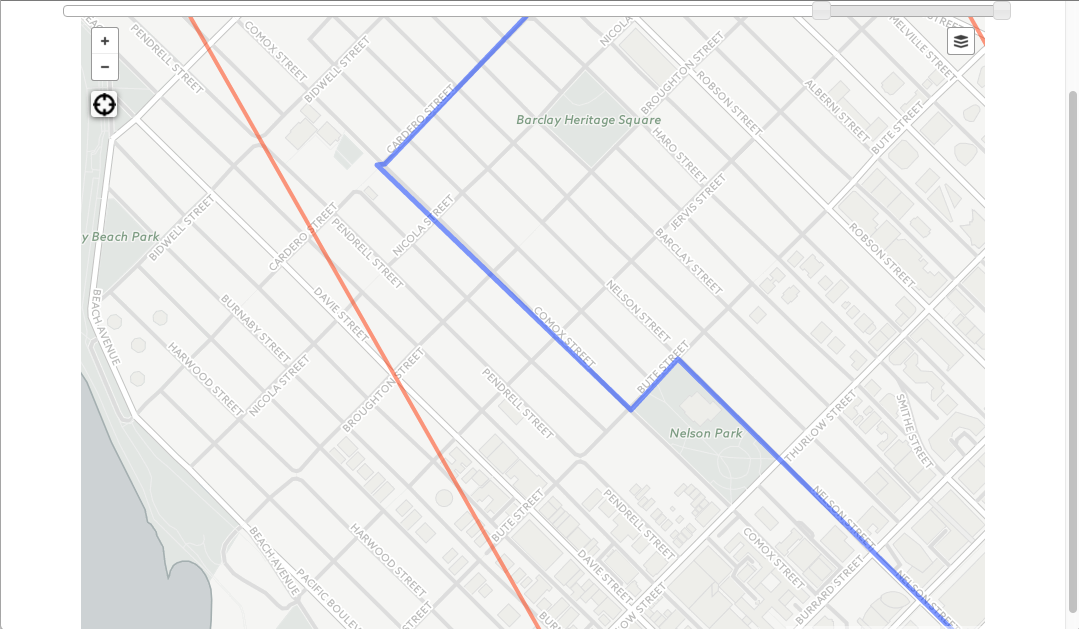 +
−
PENDRELL STREET
COMOX STREET
BIDWELL STREET
NICOLA
BROUGHTON STREET
ROBSON STREET
MELVILLE STREET
ALBERNI STREET
BUTE STREET
CARDERO STREET
Barclay Heritage Square
HARO STREET
JERVIS STREET
BIDWELL STREET
CARDERO STREET
PENDRELL STREET
NICOLA STREET
BARCLAY STREET
ROBSON STREET
y Beach Park
BEACH AVENUE
BURNABY STREET
DAVIE STREET
NELSON STREET
COMOX STREET
HARWOOD STREET
NICOLA STREET
BROUGHTON STREET
PENDRELL STREET
BUTE STREET
Nelson Park
THURLOW STREET
SMITHE STREET
NELSON STREET
BUTE STREET
PENDRELL STREET
HARWOOD STREET
BEACH AVENUE
PACIFIC BOULEV
DAVIE STREET
COMOX STREET
BURRARD STREET
NELSON STREET
STREET
LOW STREET
BURN